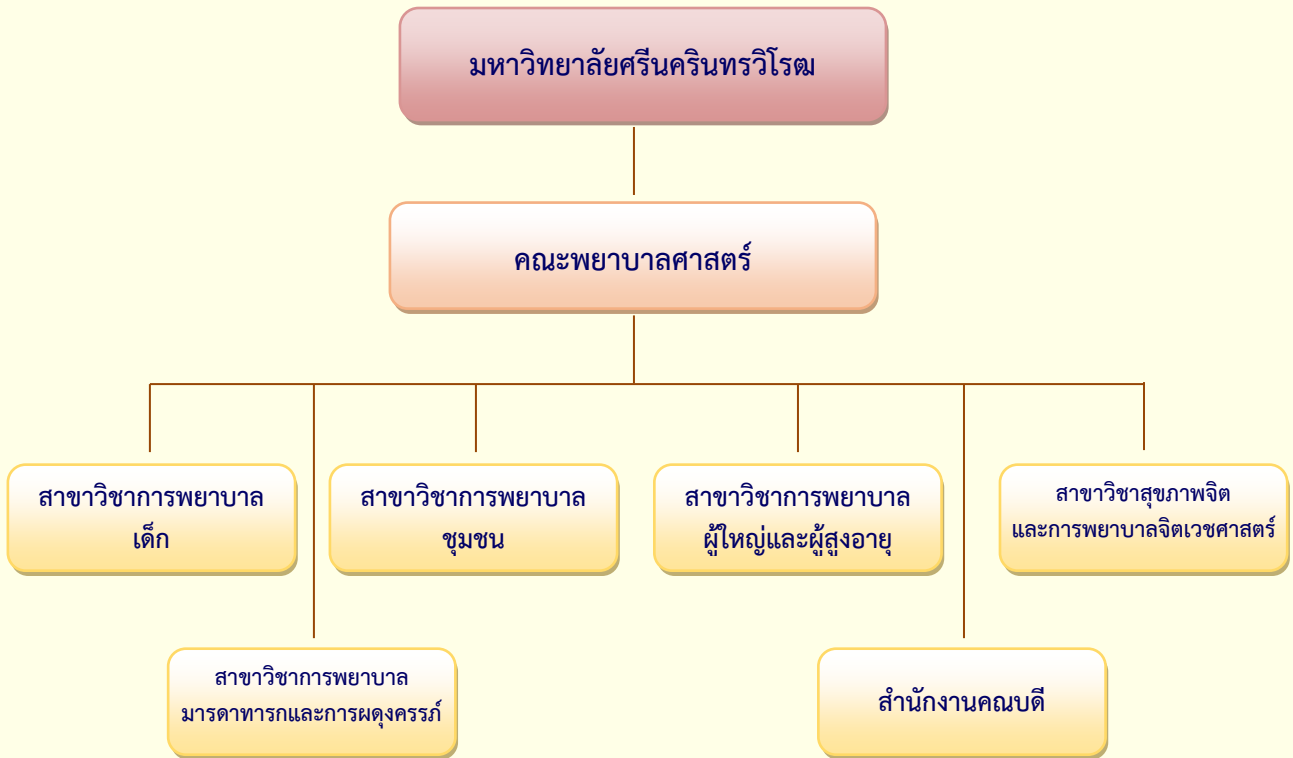 มหาวิทยาลัยศรีนครินทรวิโรฒ
คณะพยาบาลศาสตร์
สาขาวิชาการพยาบาล
เด็ก
สาขาวิชาการพยาบาล
ชุมชน
สาขาวิชาการพยาบาล
ผู้ใหญ่และผู้สูงอายุ
สาขาวิชาสุขภาพจิต
และการพยาบาลจิตเวชศาสตร์
สาขาวิชาการพยาบาล
มารดาทารกและการผดุงครรภ์
สำนักงานคณบดี